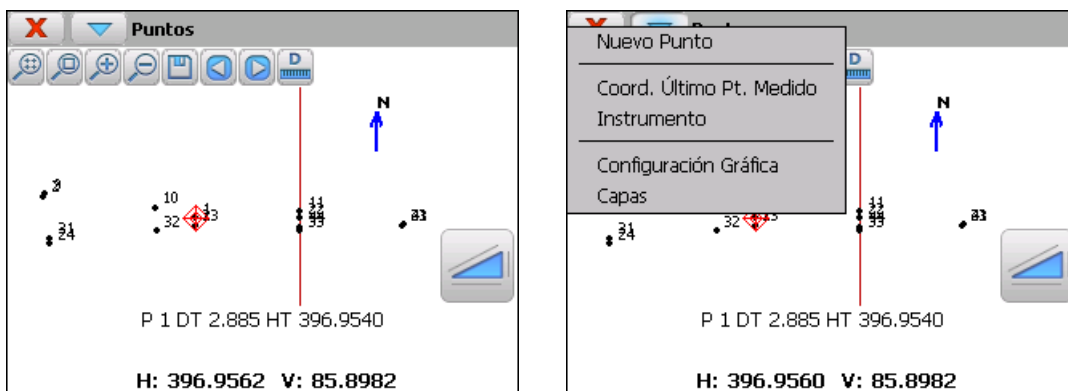 X Puntos
D
N
10
32
24
11
33
P 1 DT 2.885 HT 396.9540
H: 396.9562 V: 85.8982
Nuevo Punto
Coord. Último Pt. Medido
Instrumento
Configuración Gráfica
Capas
D
N
32
24
11
33
P 1 DT 2.885 HT 396.9540
H: 396.9560 V: 85.8982